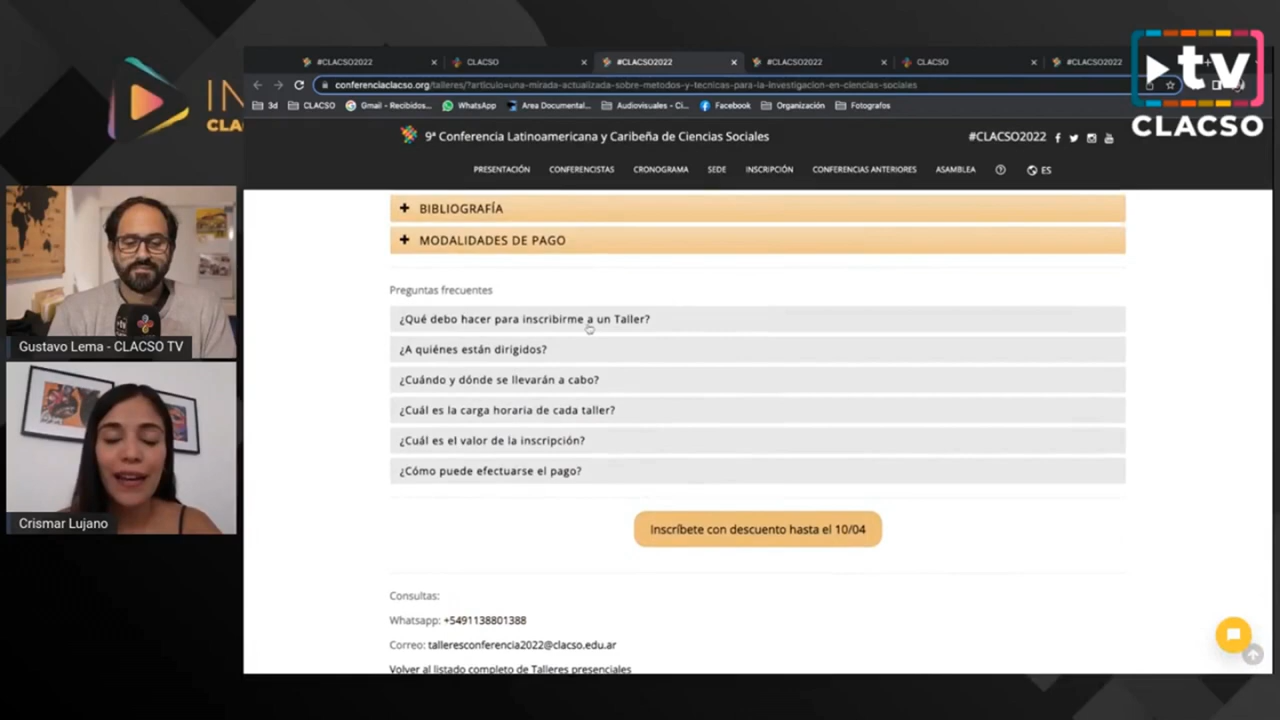 IN
CLA
tv
CLACSO
#CLACSO2022
CLACSO
#CLACSO2022
#CLACSO2022
CLACSO
#CLACSO2022
conferenciaclacso.org/talleres/?articulo=una-mirada-actualizada-sobre-metodos-y-tecnicas-para-la-investigacion-en-ciencias-sociales
3d
CLACSO
Gmail - Recibidos...
WhatsApp
Area Documental...
Audiovisuales - Ci...
Facebook
Organización
Fotografos
9ª Conferencia Latinoamericana y Caribeña de Ciencias Sociales
#CLACSO2022
PRESENTACIÓN
CONFERENCISTAS
CRONOGRAMA
SEDE
INSCRIPCIÓN
CONFERENCIAS ANTERIORES
ASAMBLEA
ES
+ BIBLIOGRAFÍA
+ MODALIDADES DE PAGO
Preguntas frecuentes
¿Qué debo hacer para inscribirme a un Taller?
¿A quiénes están dirigidos?
¿Cuándo y dónde se llevarán a cabo?
¿Cuál es la carga horaria de cada taller?
¿Cuál es el valor de la inscripción?
¿Cómo puede efectuarse el pago?
Inscríbete con descuento hasta el 10/04
Consultas:
Whatsapp: +5491138801388
Correo: talleresconferencia2022@clacso.edu.ar
Volver al listado completo de Talleres presenciales
Gustavo Lema - CLACSO TV
Crismar Lujano